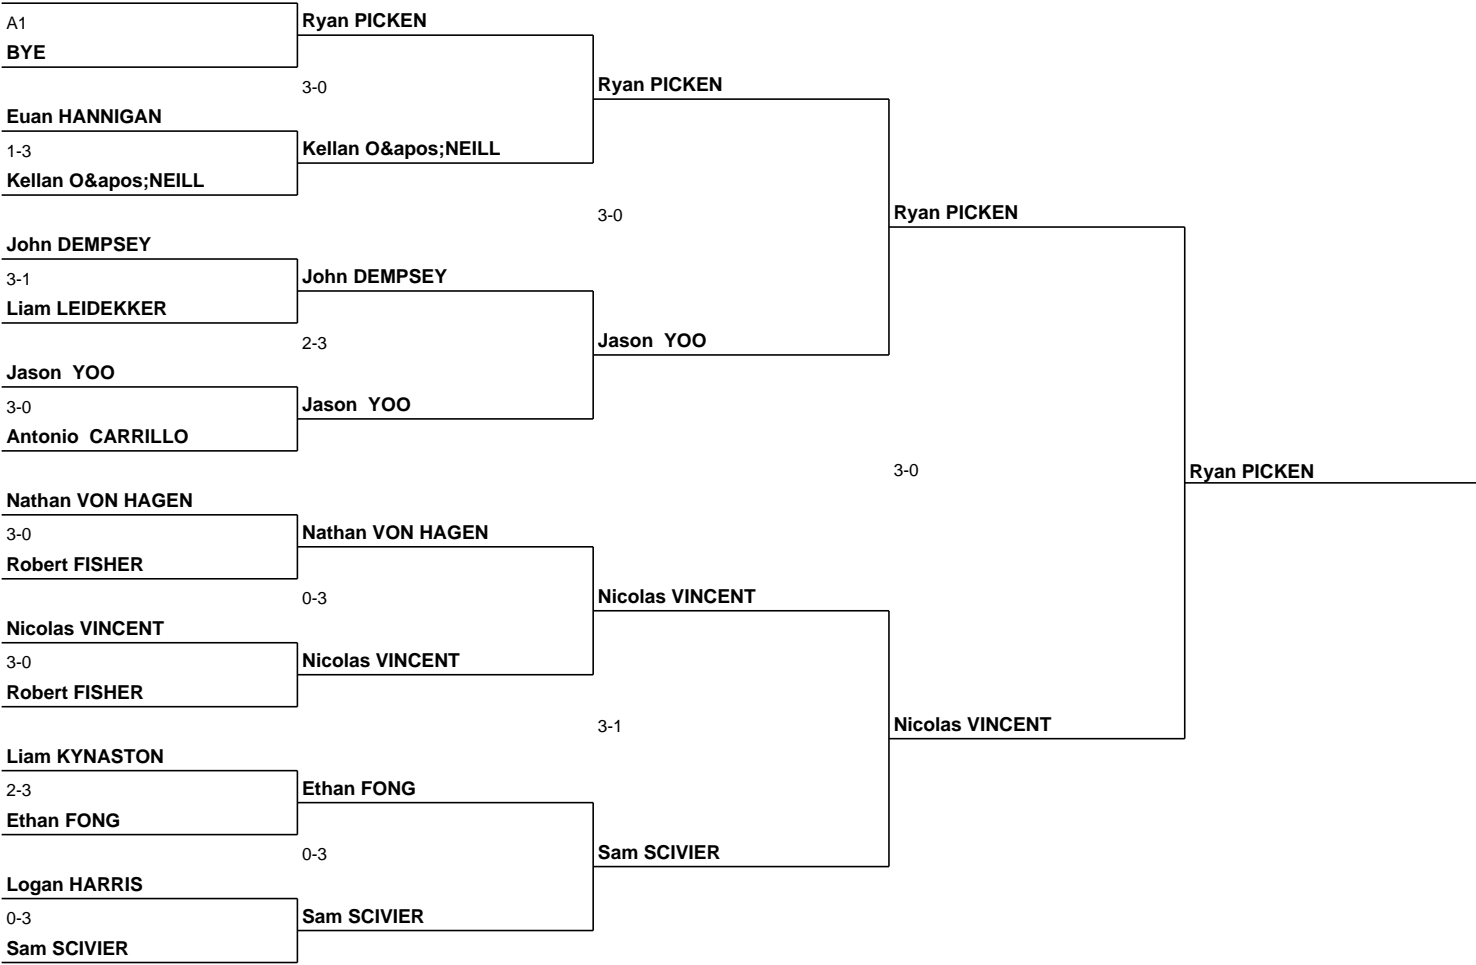 A1
BYE
Euan HANNIGAN
1-3
Kellan O&apos;NEILL
John DEMPSEY
3-1
Liam LEIDEKKER
Jason  YOO
3-0
Antonio  CARRILLO
Nathan VON HAGEN
3-0
Robert FISHER
Nicolas VINCENT
3-0
Robert FISHER
Liam KYNASTON
2-3
Ethan FONG
Logan HARRIS
0-3
Sam SCIVIER
Ryan PICKEN
3-0
Kellan O&apos;NEILL
John DEMPSEY
2-3
Jason  YOO
Nathan VON HAGEN
0-3
Nicolas VINCENT
Ethan FONG
0-3
Sam SCIVIER
Ryan PICKEN
3-0
Jason  YOO
Nicolas VINCENT
3-1
Sam SCIVIER
Ryan PICKEN
3-0
Nicolas VINCENT
Ryan PICKEN